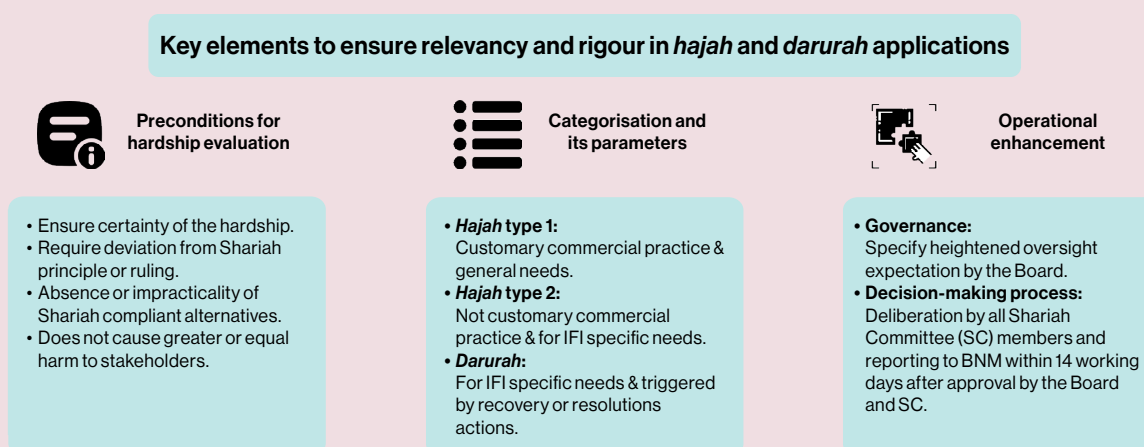 Key elements to ensure relevancy and rigour in hajah and darurah applications
Preconditions for
hardship evaluation
• Ensure certainty of the hardship.
• Require deviation from Shariah
principle or ruling.
• Absence or impracticality of
Shariah compliant alternatives.
• Does not cause greater or equal
harm to stakeholders.
Categorisation and
its parameters
• Hajah type 1:
Customary commercial practice &
general needs.
• Hajah type 2:
Not customary commercial
practice & for IFI specific needs.
• Darurah:
For IFI specific needs & triggered
by recovery or resolutions
actions.
Operational
enhancement
• Governance:
Specify heightened oversight
expectation by the Board.
• Decision-making process:
Deliberation by all Shariah
Committee (SC) members and
reporting to BNM within 14 working
days after approval by the Board
and SC.